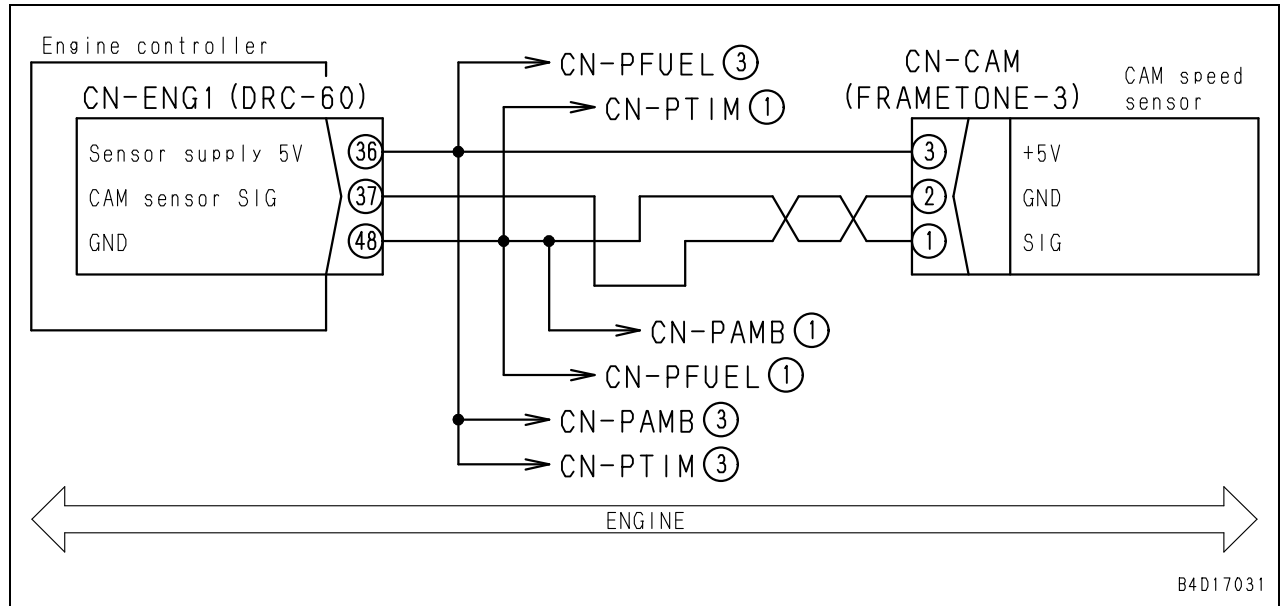 Engine controller
CN-ENG1 (DRC-60)
Sensor supply 5V 36
CAM sensor SIG 37
GND 48
CN-PFUEL 3
CN-PTIM 1
CN-CAM
(FRAMETONE-3)
CAM speed
sensor
3 +5V
2 GND
1 SIG
CN-PAMB 1
CN-PFUEL 1
CN-PAMB 3
CN-PTIM 3
ENGINE
B4D17031